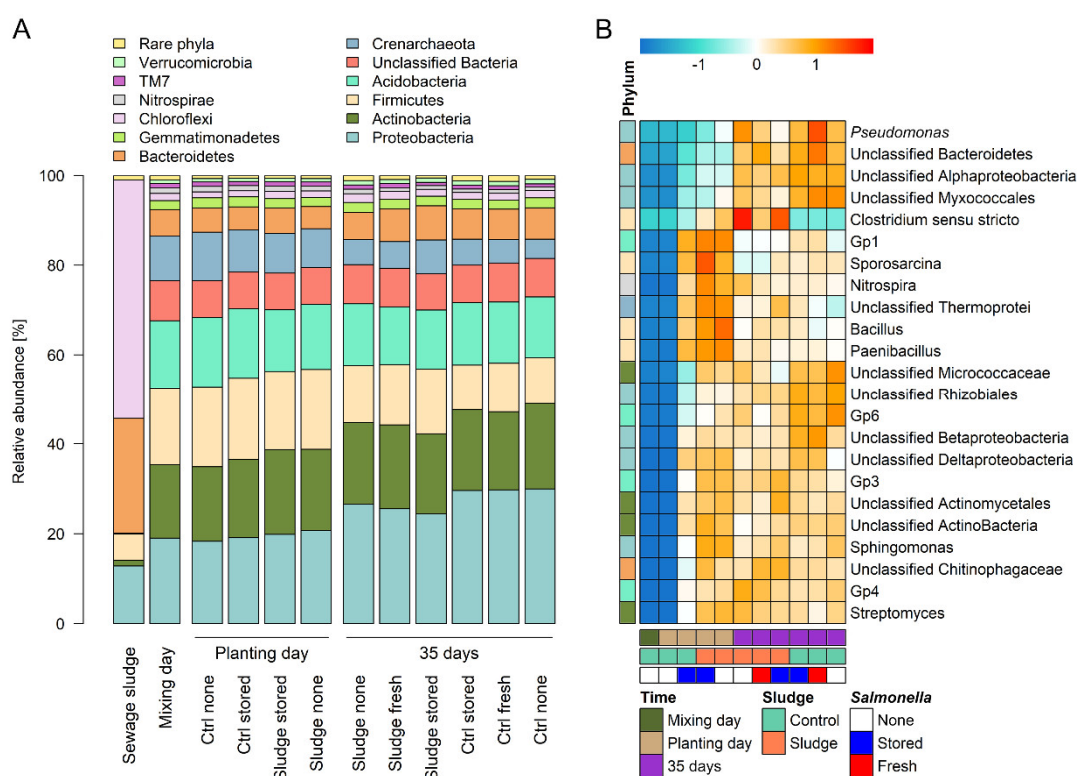 A
Rare phyla
Verrucomicrobia
TM7
Nitrospirae
Chloroflexi
Gemmatimonadetes
Bacteroidetes
Crenarchaeota
Unclassified Bacteria
Acidobacteria
Firmicutes
Actinobacteria
Proteobacteria
Relative abundance [%]
100
80
60
40
20
0
Sewage sludge
Mixing day
Planting day
Ctrl none
Ctrl stored
Sludge stored
Sludge none
35 days
Sludge none
Sludge fresh
Sludge stored
Ctrl stored
Ctrl fresh
Ctrl none
B
-1 0 1
Phylum
Pseudomonas
Unclassified Bacteroidetes
Unclassified Alphaproteobacteria
Unclassified Myxococcales
Clostridium sensu stricto
Gp1
Sporosarcina
Nitrospira
Unclassified Thermoprotei
Bacillus
Paenibacillus
Unclassified Micrococcaceae
Unclassified Rhizobiales
Gp6
Unclassified Betaproteobacteria
Unclassified Deltaproteobacteria
Gp3
Unclassified Actinomycetales
Unclassified ActinoBacteria
Sphingomonas
Unclassified Chitinophagaceae
Gp4
Streptomyces
Time
Mixing day
Planting day
35 days
Sludge
Control
Sludge
Salmonella
None
Stored
Fresh